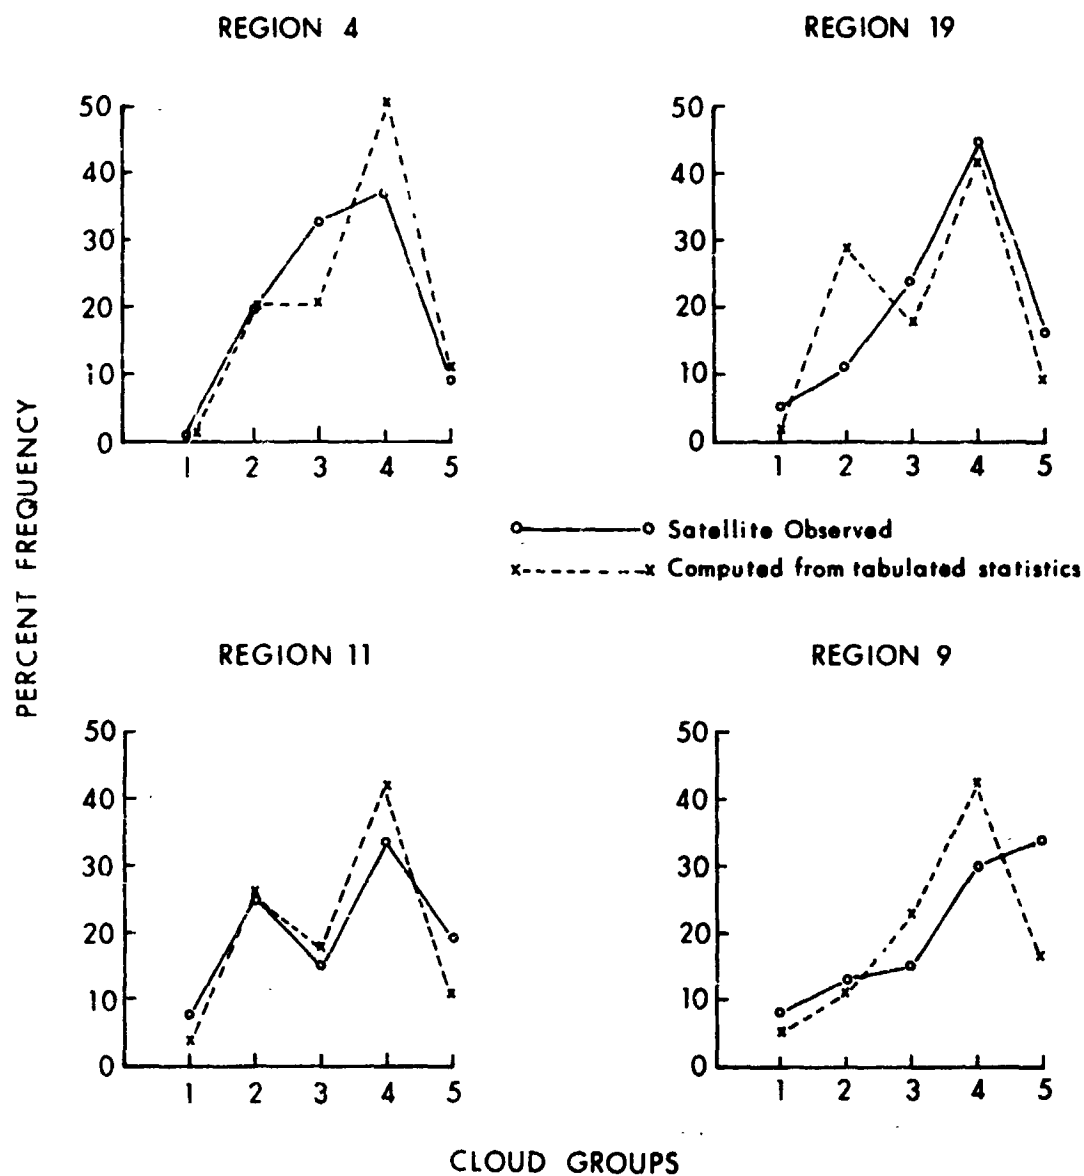 REGION 4
50
40
30
20
10
0
1 2 3 4 5
REGION 19
50
40
30
20
10
0
1 2 3 4 5
Satellite Observed
Computed from tabulated statistics
PERCENT FREQUENCY
REGION 11
50
40
30
20
10
0
1 2 3 4 5
REGION 9
50
40
30
20
10
0
1 2 3 4 5
CLOUD GROUPS